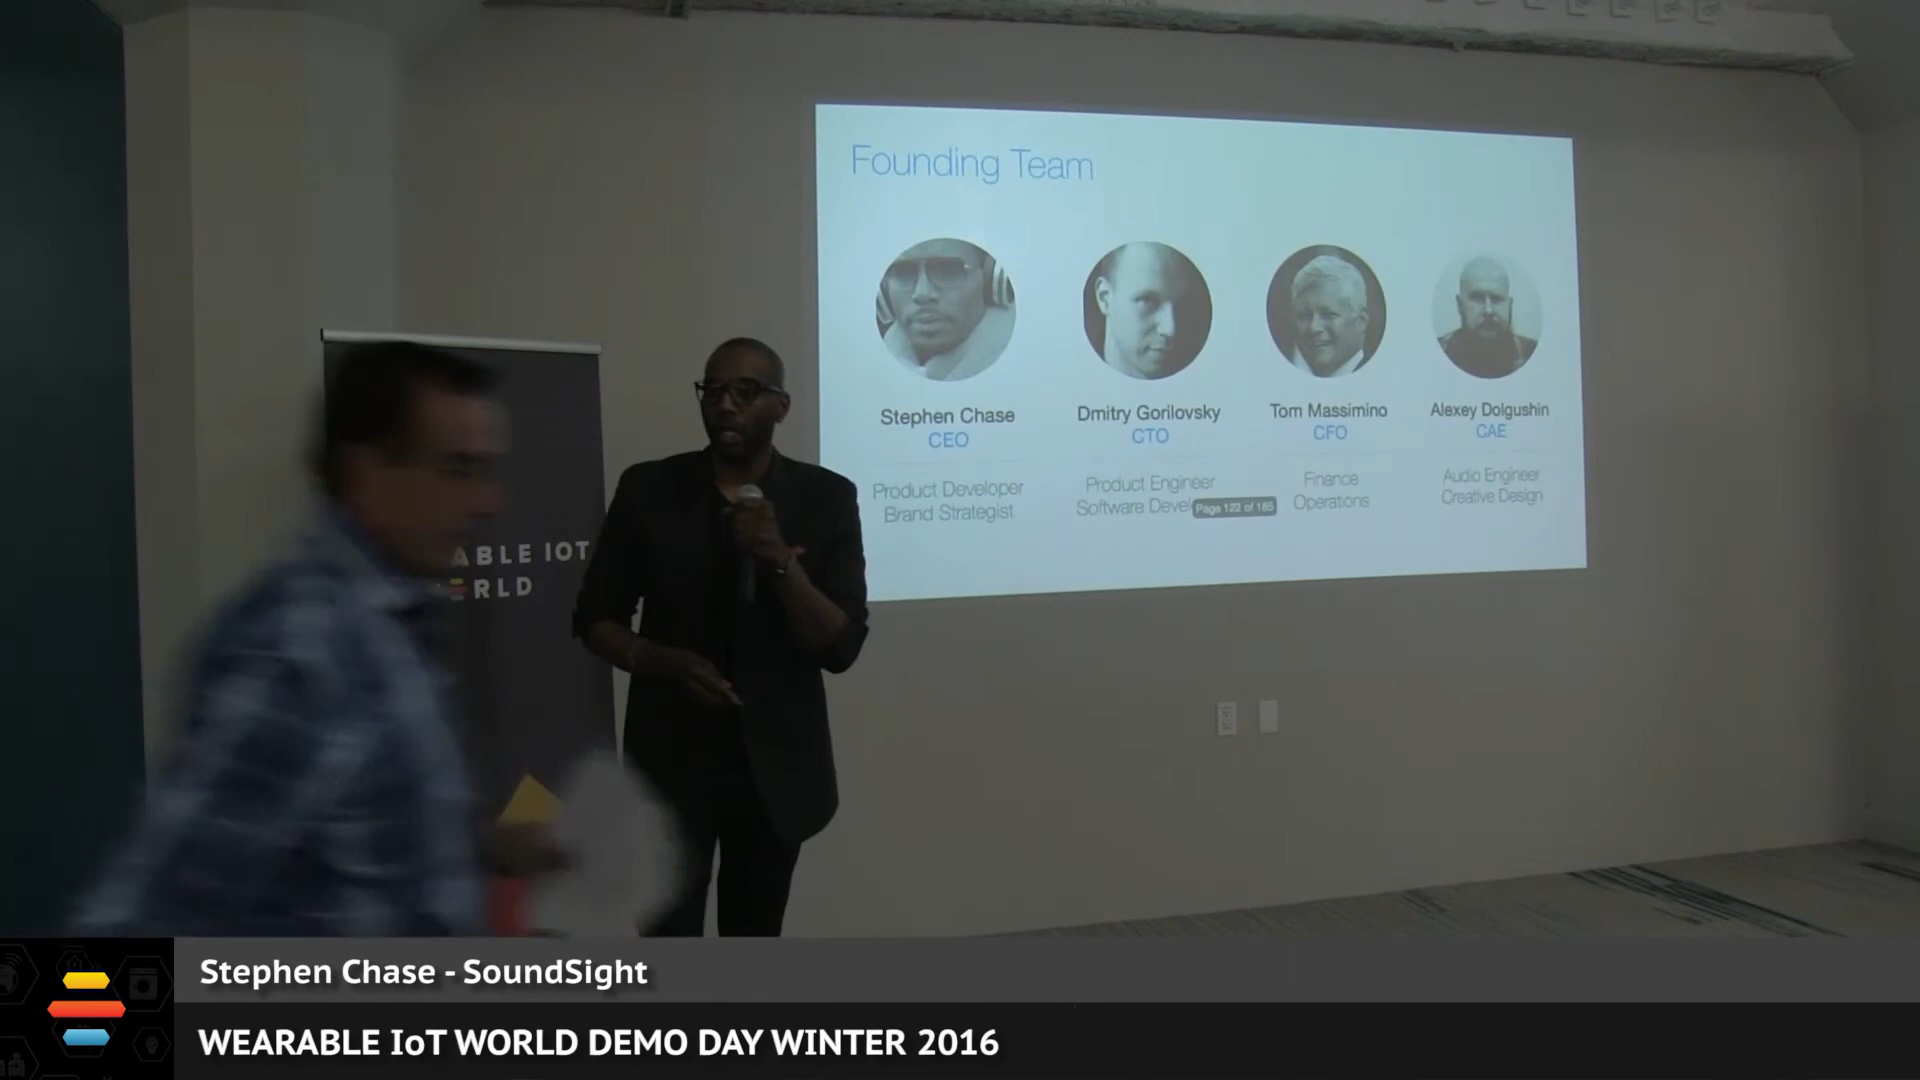 Founding Team
Stephen Chase
CEO
Product Developer
Brand Strategist
Dmitry Gorilovsky
CTO
Product Engineer
Software Devel
Page 122 of 185
Tom Massimino
CFO
Finance
Operations
Alexey Dolgushin
CAE
Audio Engineer
Creative Design
ABLE IOT
RLD
Stephen Chase - SoundSight
WEARABLE IoT WORLD DEMO DAY WINTER 2016